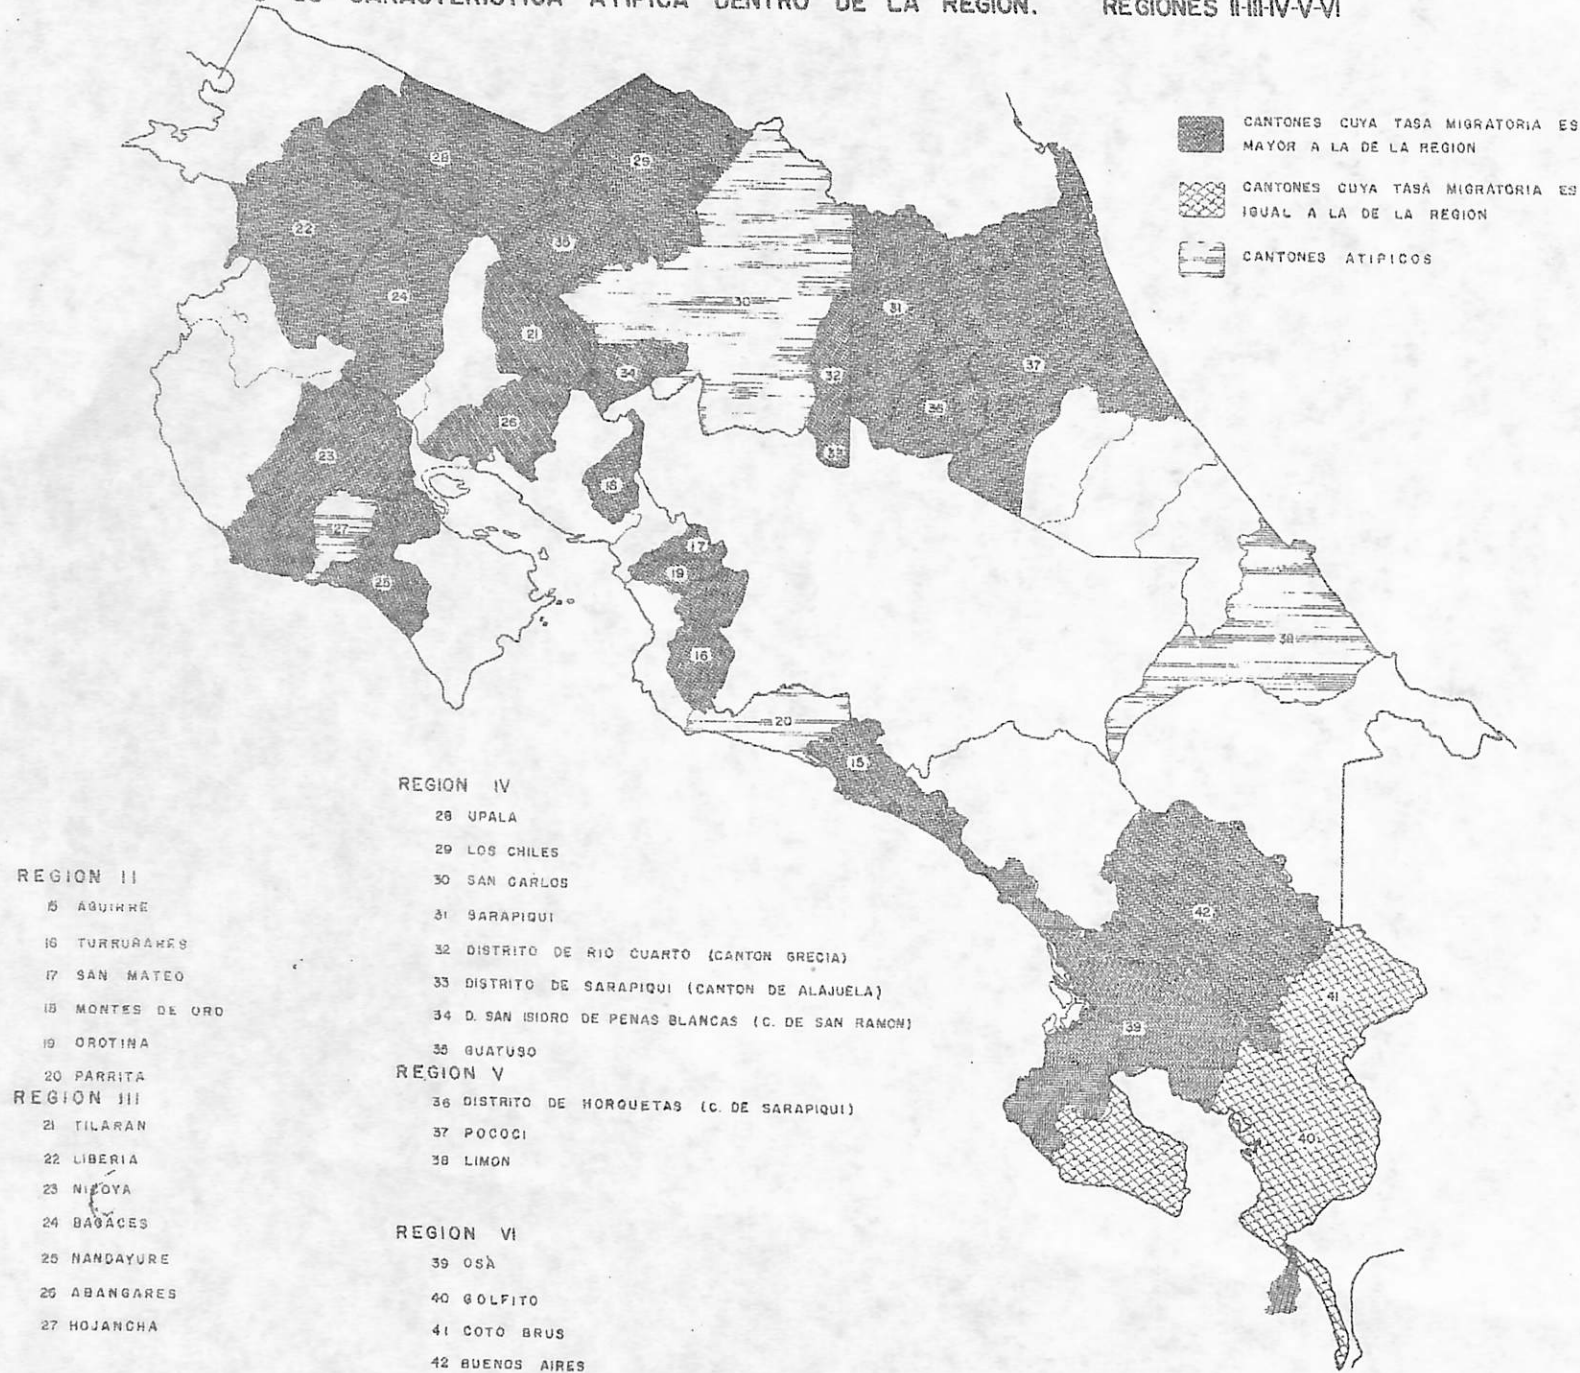 CARACTERISTICA ATIPICA DENTRO DE LA REGION. REGIONES II-III-IV-V-VI
CANTONES CUYA TASA MIGRATORIA ES
MAYOR A LA DE LA REGION
CANTONES CUYA TASA MIGRATORIA ES
IGUAL A LA DE LA REGION
CANTONES ATIPICOS
28
29
22
35
24
30
31
21
37
34
32
36
26
33
23
18
27
17
19
25
38
16
20
15
42
41
39
40
REGION II
15 AGUIRRE
16 TURRUBARES
17 SAN MATEO
18 MONTES DE ORO
19 OROTINA
20 PARRITA
REGION III
21 TILARAN
22 LIBERIA
23 NICOYA
24 BAGACES
25 NANDAYURE
26 ABANGARES
27 HOJANCHA
REGION IV
28 UPALA
29 LOS CHILES
30 SAN CARLOS
31 SARAPIQUI
32 DISTRITO DE RIO CUARTO (CANTON GRECIA)
33 DISTRITO DE SARAPIQUI (CANTON DE ALAJUELA)
34 D. SAN ISIDRO DE PENAS BLANCAS (C. DE SAN RAMON)
35 GUATUSO
REGION V
36 DISTRITO DE HORQUETAS (C. DE SARAPIQUI)
37 POCOCI
38 LIMON
REGION VI
39 OSA
40 GOLFITO
41 COTO BRUS
42 BUENOS AIRES